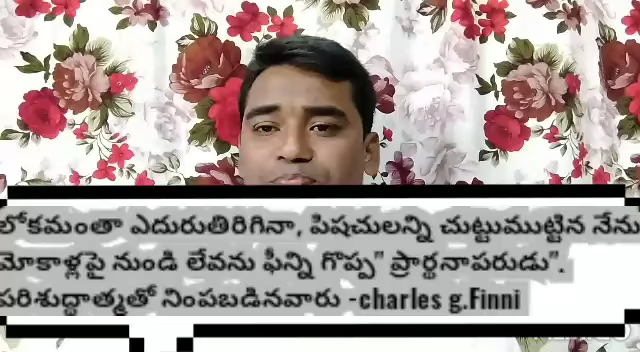 లోకమంతా ఎదురుతిరిగినా, పిషచులన్ని చుట్టుముట్టిన నేను
మోకాళ్లపై నుండి లేవను ఫీన్ని గొప్ప" ప్రార్థనాపరుడు".
పరిశుద్ధాత్మతో నింపబడినవారు -charles g.Finni